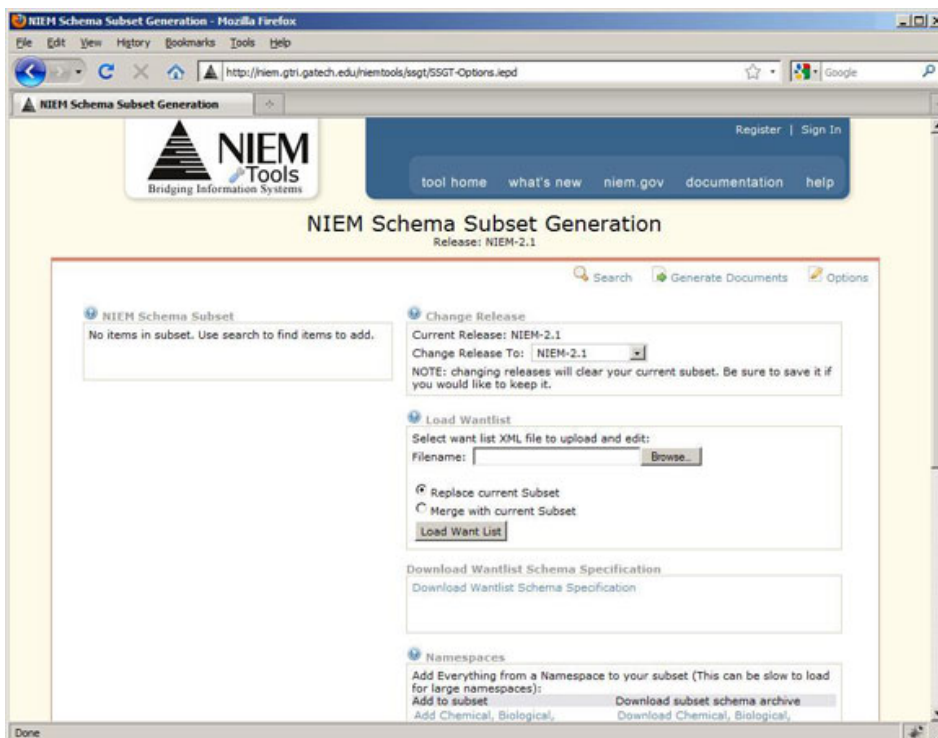 NIEM Schema Subset Generation - Mozilla Firefox
File Edit View History Bookmarks Tools Help
http://niem.gtri.gatech.edu/niemtools/ssgt/SSGT-Options.iepd
Google
NIEM Schema Subset Generation
NIEM
Tools
Bridging Information Systems
Register | Sign In
tool home what's new niem.gov documentation help
NIEM Schema Subset Generation
Release: NIEM-2.1
Search Generate Documents Options
NIEM Schema Subset
No items in subset. Use search to find items to add.
Change Release
Current Release: NIEM-2.1
Change Release To: NIEM-2.1
NOTE: changing releases will clear your current subset. Be sure to save it if
you would like to keep it.
Load Wantlist
Select want list XML file to upload and edit:
Filename: Browse...
Replace current Subset
Merge with current Subset
Load Want List
Download Wantlist Schema Specification
Download Wantlist Schema Specification
Namespaces
Add Everything from a Namespace to your subset (This can be slow to load
for large namespaces):
Add to subset Download subset schema archive
Add Chemical, Biological, Download Chemical, Biological,
Done